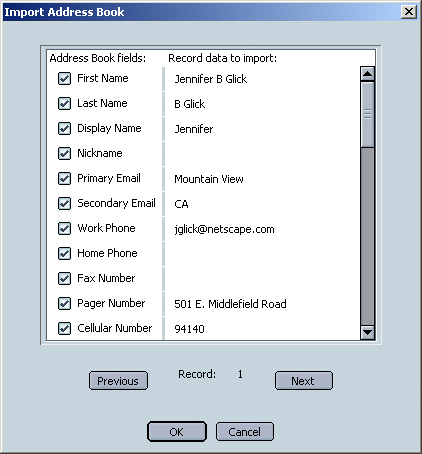 Import Address Book
Address Book fields: Record data to import:
First Name Jennifer B Glick
Last Name B Glick
Display Name Jennifer
Nickname
Primary Email Mountain View
Secondary Email CA
Work Phone jglick@netscape.com
Home Phone
Fax Number
Pager Number 501 E. Middlefield Road
Cellular Number 94140
Previous Record: 1 Next
OK Cancel